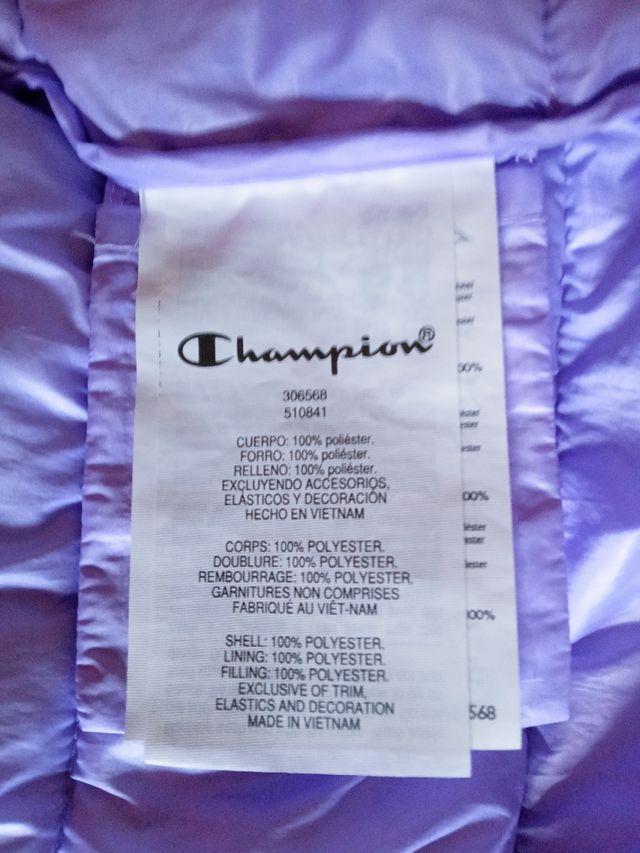 Champion®
306568
510841
CUERPO: 100% poliéster.
FORRO: 100% poliéster.
RELLENO: 100% poliéster.
EXCLUYENDO ACCESORIOS,
ELÁSTICOS Y DECORACIÓN
HECHO EN VIETNAM
CORPS: 100% POLYESTER.
DOUBLURE: 100% POLYESTER.
REMBOURRAGE: 100% POLYESTER.
GARNITURES NON COMPRISES
FABRIQUÉ AU VIÊT-NAM
SHELL: 100% POLYESTER.
LINING: 100% POLYESTER.
FILLING: 100% POLYESTER.
EXCLUSIVE OF TRIM,
ELASTICS AND DECORATION
MADE IN VIETNAM
568